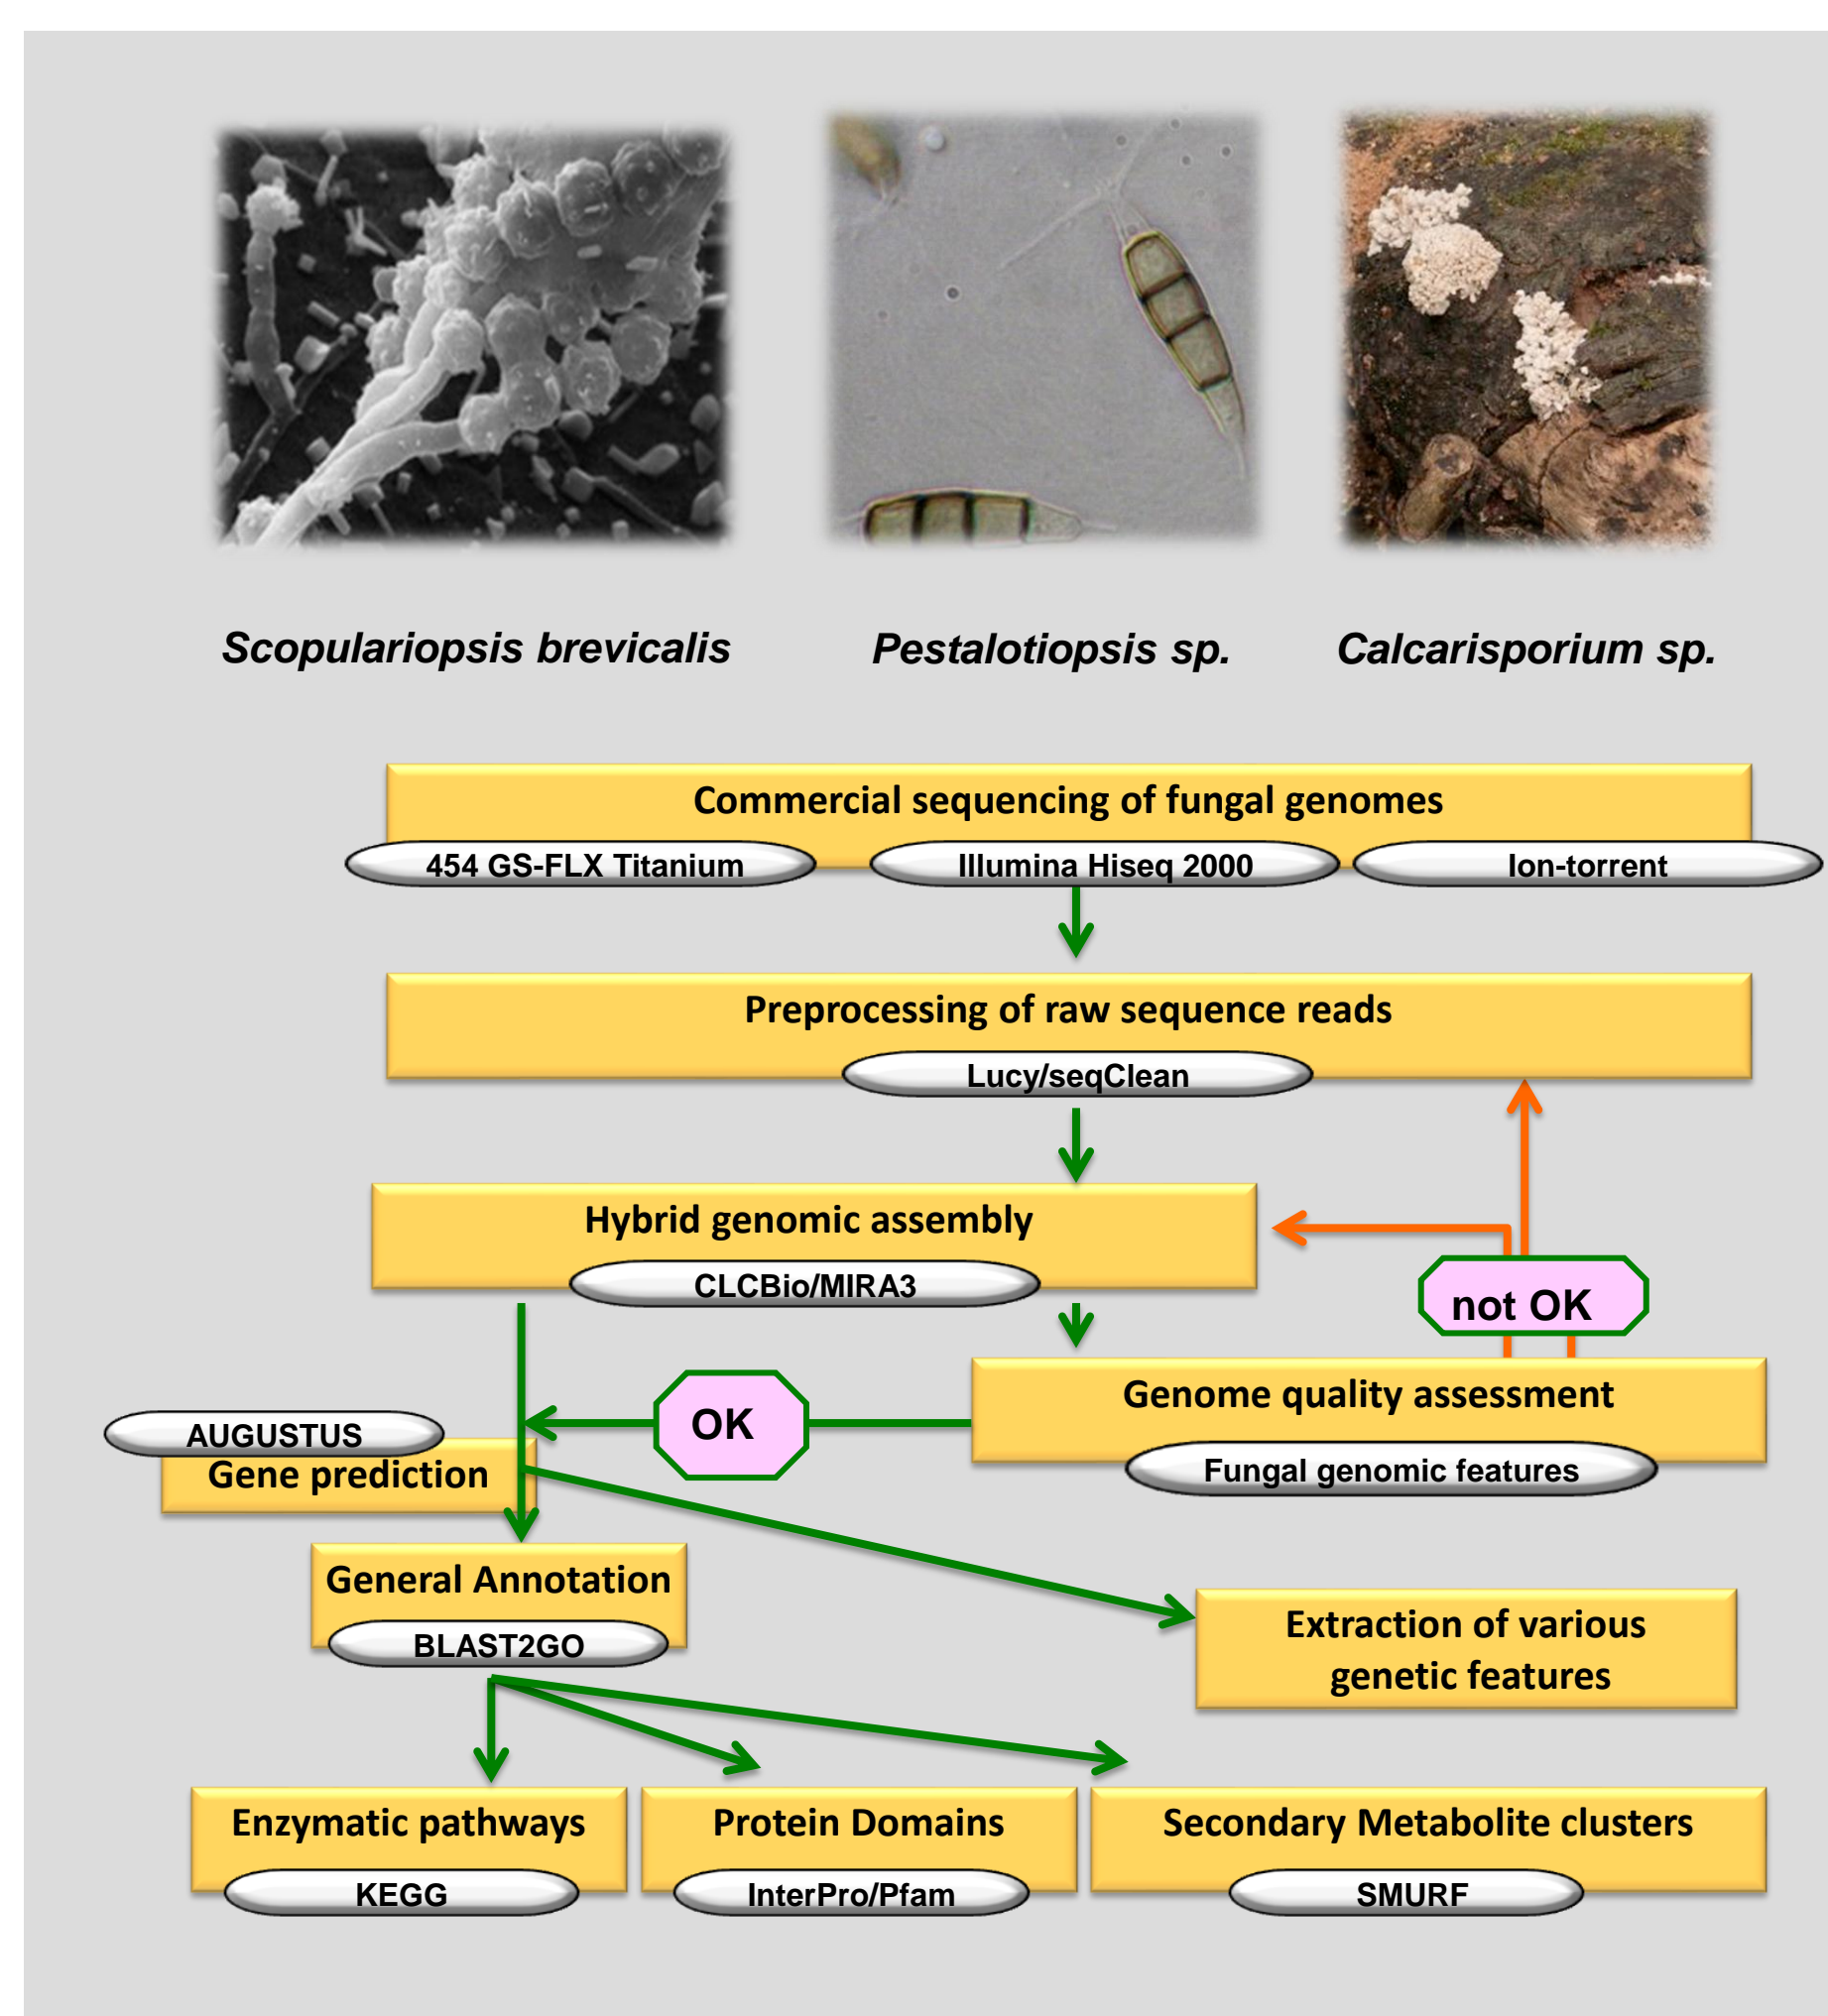 Scopulariopsis brevicalis
Pestalotiopsis sp.
Calcarisporium sp.
Commercial sequencing of fungal genomes
454 GS-FLX Titanium
Illumina Hiseq 2000
Ion-torrent
Preprocessing of raw sequence reads
Lucy/seqClean
Hybrid genomic assembly
CLCBio/MIRA3
not OK
Genome quality assessment
Fungal genomic features
OK
AUGUSTUS
Gene prediction
General Annotation
BLAST2GO
Extraction of various
genetic features
Enzymatic pathways
KEGG
Protein Domains
InterPro/Pfam
Secondary Metabolite clusters
SMURF